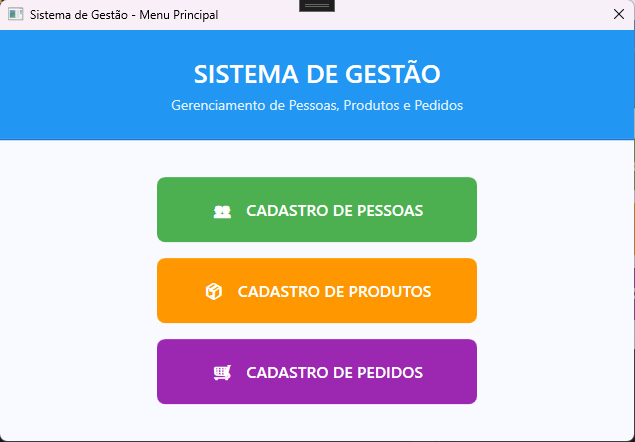 Sistema de Gestão - Menu Principal
SISTEMA DE GESTÃO
Gerenciamento de Pessoas, Produtos e Pedidos
CADASTRO DE PESSOAS
CADASTRO DE PRODUTOS
CADASTRO DE PEDIDOS